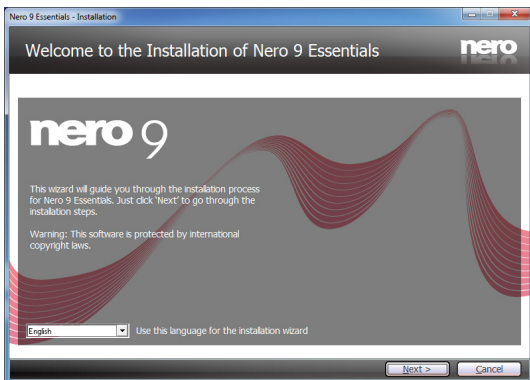 Nero 9 Essentials - Installation
Welcome to the Installation of Nero 9 Essentials
nero
nero 9
This wizard will guide you through the installation process
for Nero 9 Essentials. Just click 'Next' to go through the
installation steps.
Warning: This software is protected by international
copyright laws.
English
Use this language for the installation wizard
Next >
Cancel